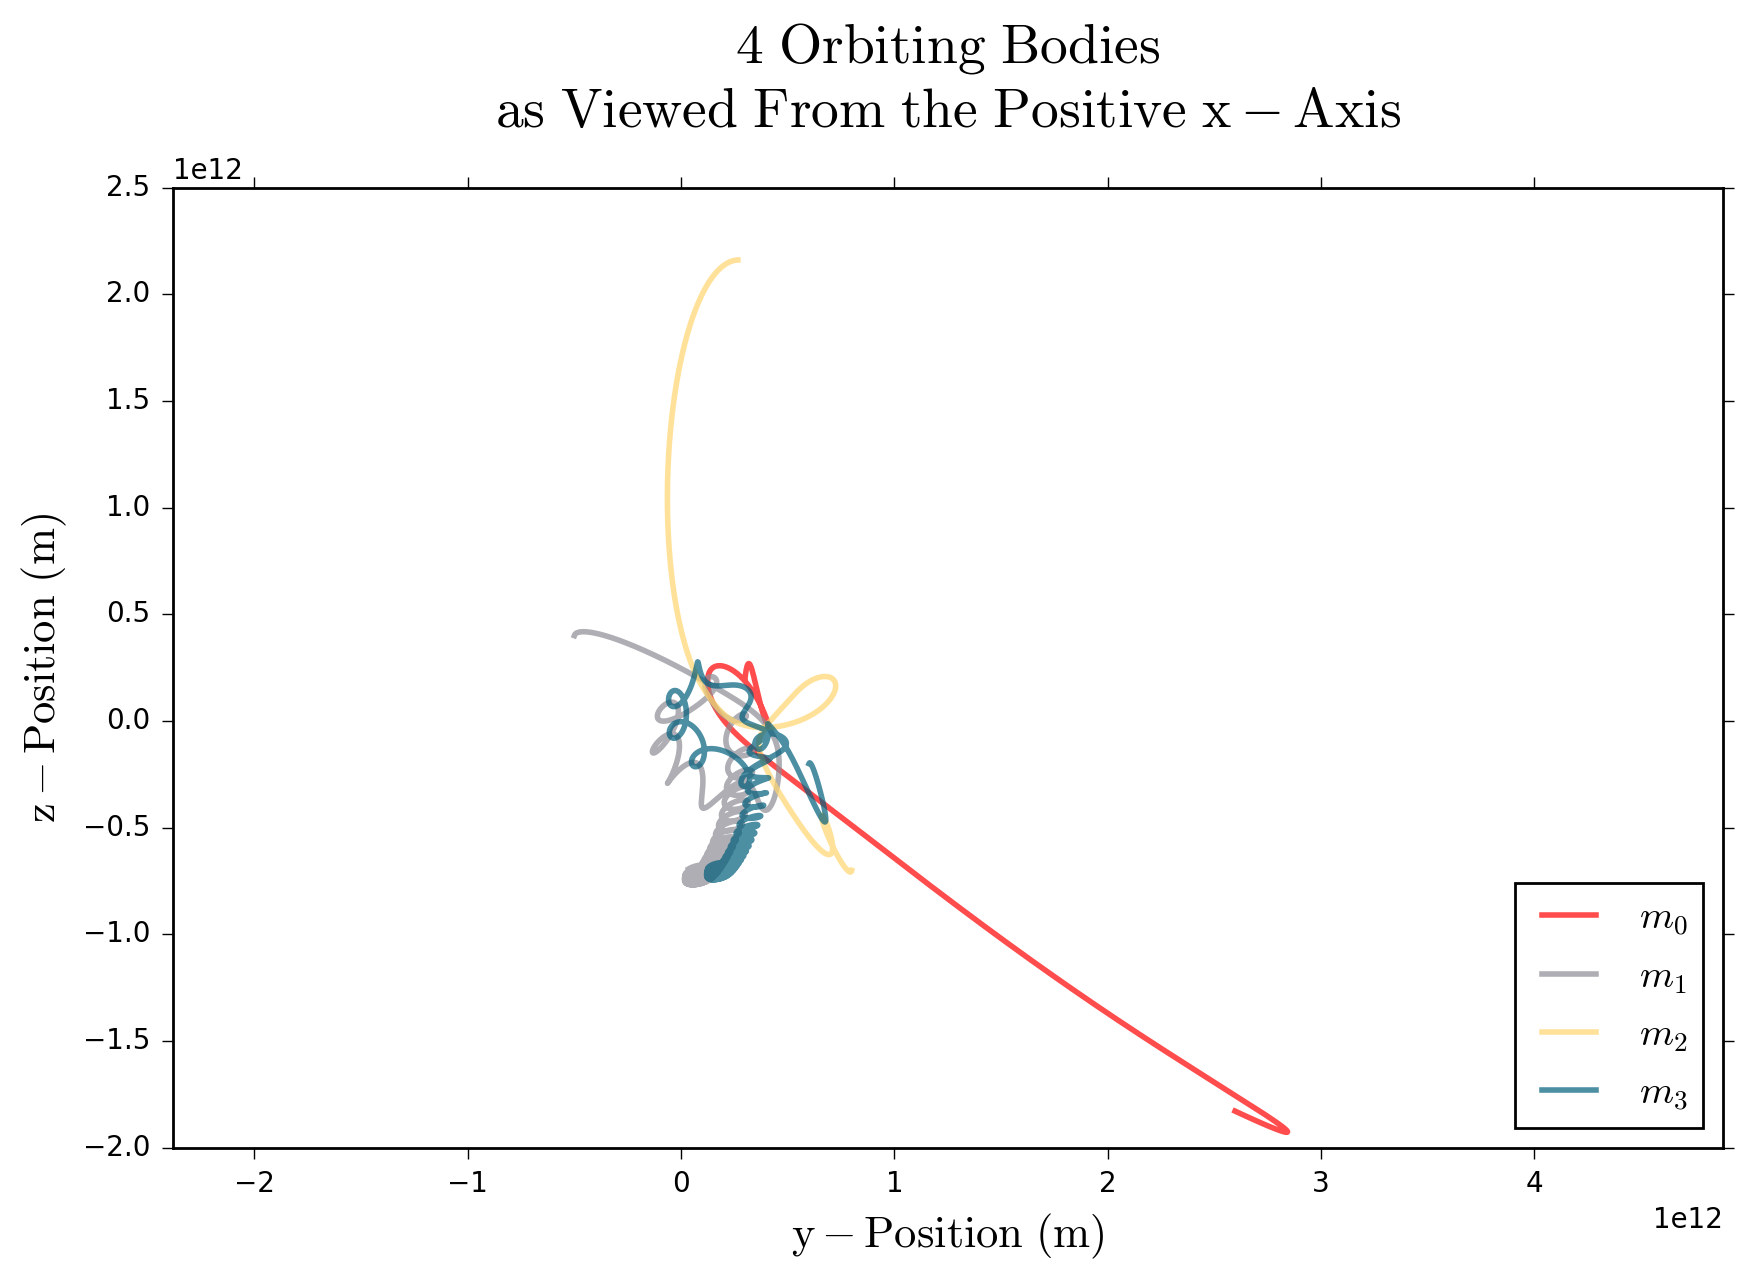 4 Orbiting Bodies
as Viewed From the Positive x − Axis
1e12
2.5
2.0
1.5
1.0
0.5
0.0
−0.5
−1.0
−1.5
−2.0
z − Position (m)
m0
m1
m2
m3
−2 −1 0 1 2 3 4
1e12
y − Position (m)